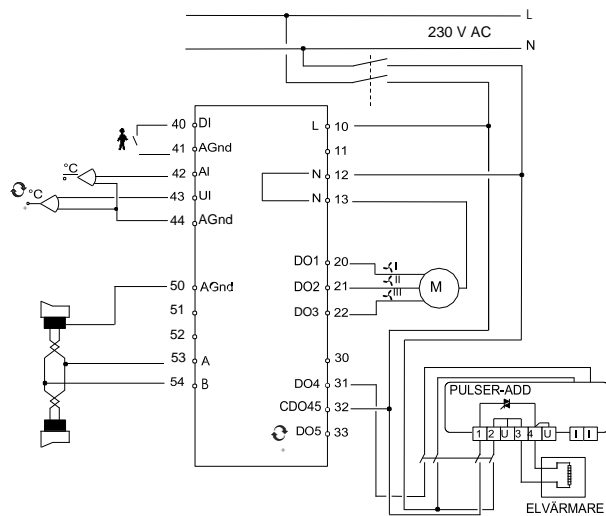 L
230 V AC
N
40 DI
41 AGnd
°C
42 AI
°C
43 UI
44 AGnd
L 10
11
N 12
N 13
50 AGnd
51
52
53 A
54 B
DO1 20
I
DO2 21
II
M
DO3 22
III
30
DO4 31
CDO45 32
DO5 33
PULSER-ADD
1 2 U 3 4 U I I
ELVÄRMARE